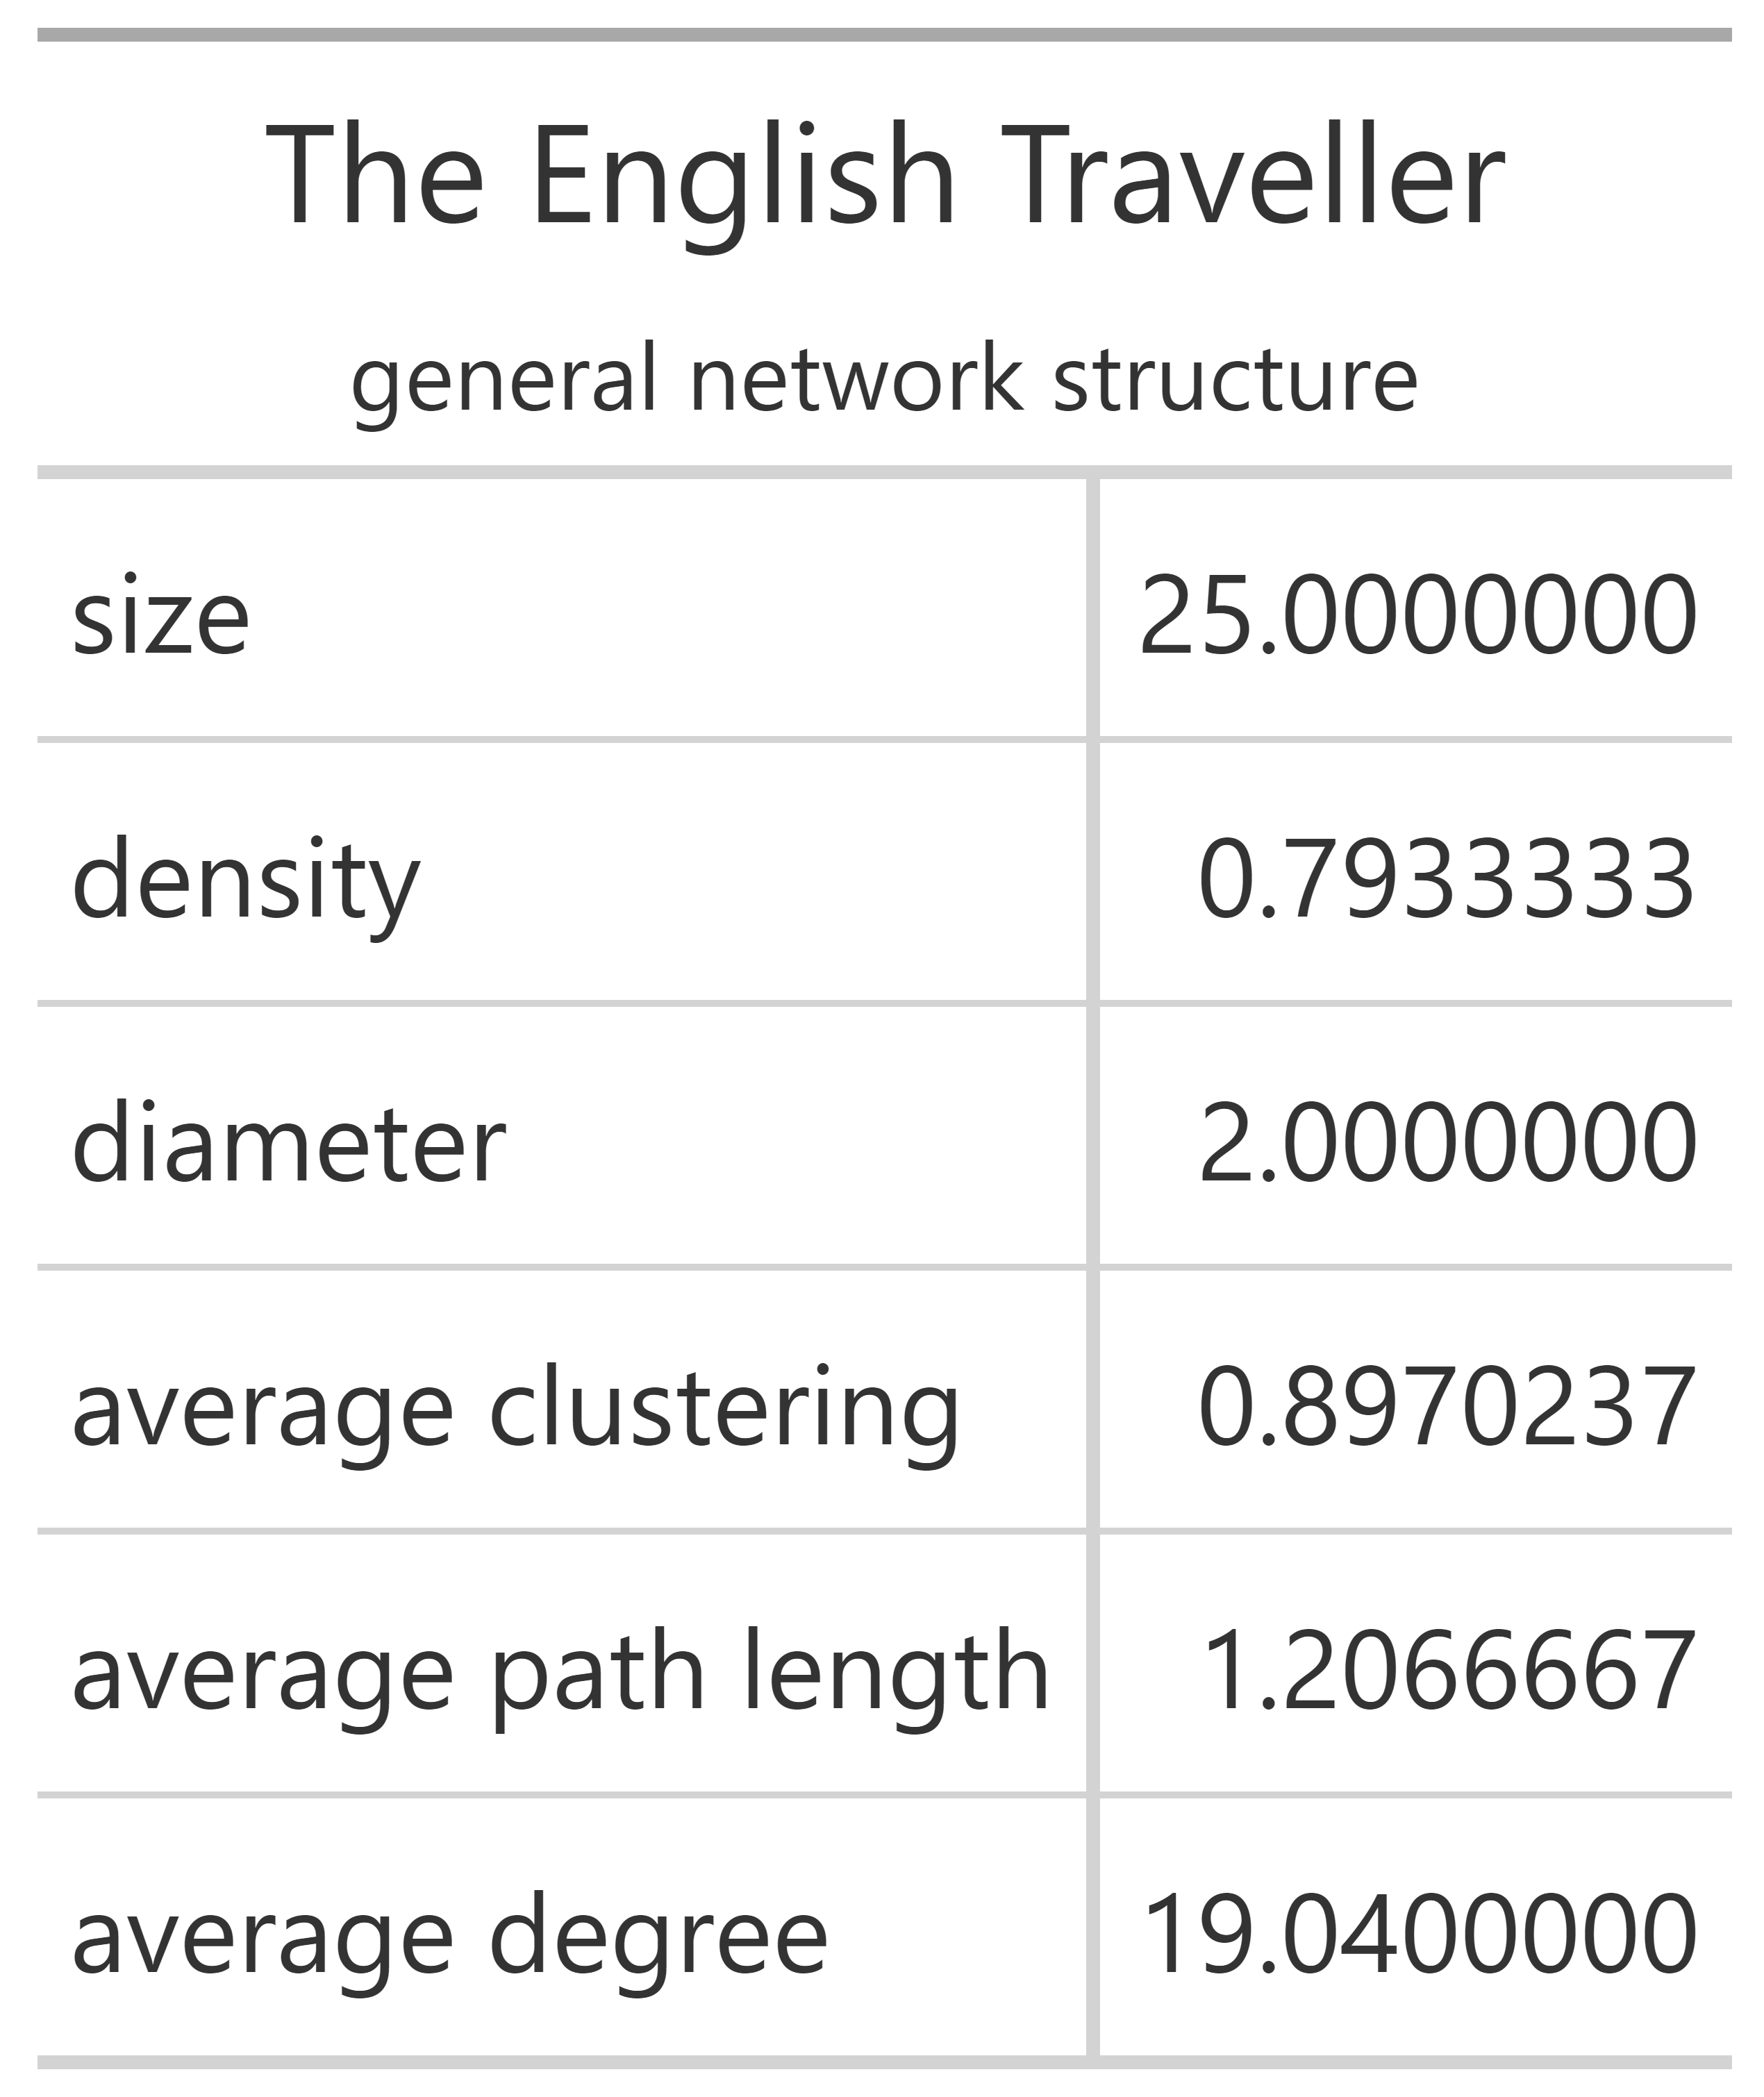 The English Traveller
general network structure
size 25.0000000
density 0.7933333
diameter 2.0000000
average clustering 0.8970237
average path length 1.2066667
average degree 19.0400000